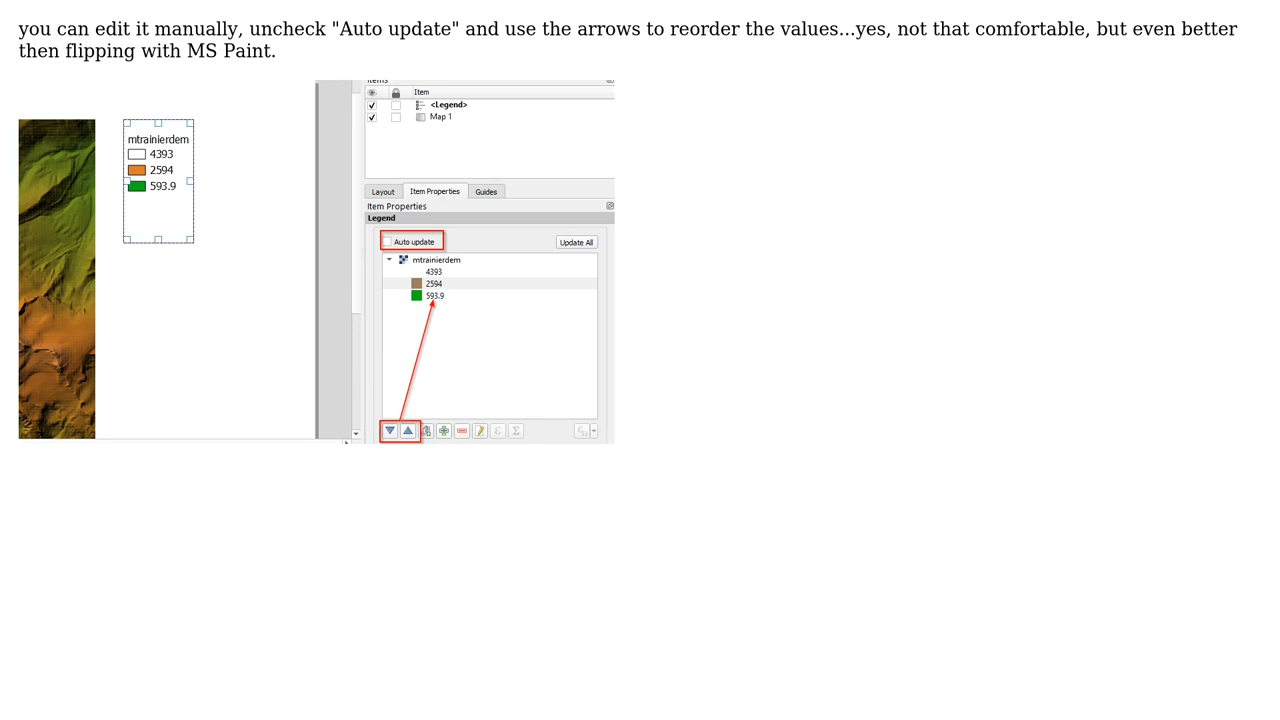 you can edit it manually, uncheck "Auto update" and use the arrows to reorder the values...yes, not that comfortable, but even better
then flipping with MS Paint.
mtrainierdem
4393
2594
593.9
Items
Item
<Legend>
Map 1
Layout Item Properties Guides
Item Properties
Legend
Auto update Update All
mtrainierdem
4393
2594
593.9